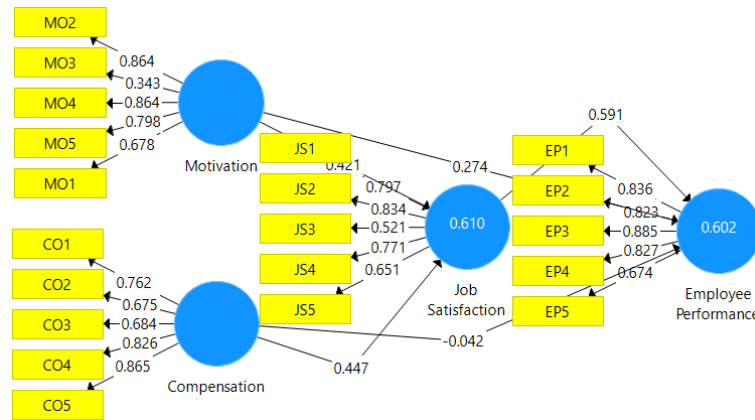 MO2
MO3
MO4
MO5
MO1
0.864
0.343
0.864
0.798
0.678
Motivation
CO1
CO2
CO3
CO4
CO5
0.762
0.675
0.684
0.826
0.865
Compensation
JS1
JS2
JS3
JS4
JS5
0.421
0.797
0.834
0.521
0.771
0.651
0.610
Job
Satisfaction
0.447
-0.042
0.274
0.591
EP1
EP2
EP3
EP4
EP5
0.836
0.823
0.885
0.827
0.674
0.602
Employee
Performance